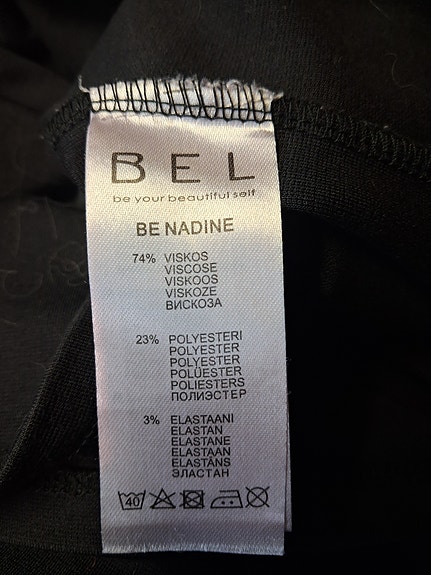 BEL
be your beautiful self
BE NADINE
74% VISKOS
VISCOSE
VISKOOS
VISKOZE
ВИСКОЗА
23% POLYESTERI
POLYESTER
POLYESTER
POLÜESTER
POLIESTERS
ПОЛИЭСТЕР
3% ELASTAANI
ELASTAN
ELASTANE
ELASTAAN
ELASTĀNS
ЭЛАСТАН
40